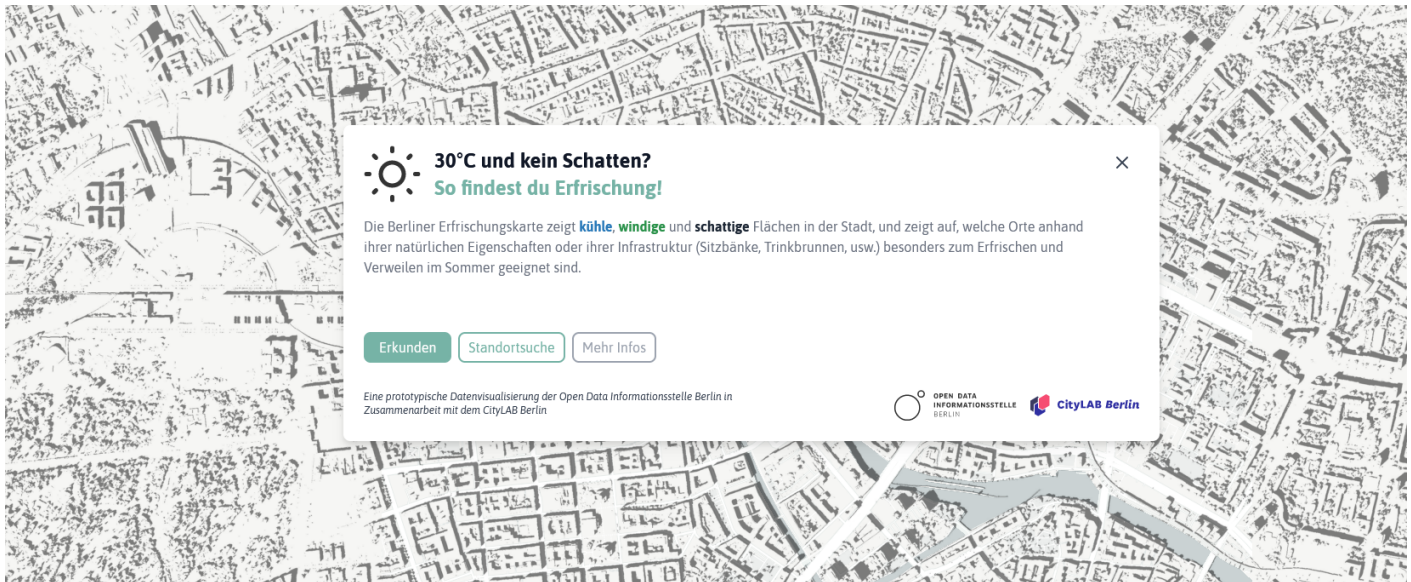 30°C und kein Schatten?
So findest du Erfrischung!
Die Berliner Erfrischungskarte zeigt kühle, windige und schattige Flächen in der Stadt, und zeigt auf, welche Orte anhand
ihrer natürlichen Eigenschaften oder ihrer Infrastruktur (Sitzbänke, Trinkbrunnen, usw.) besonders zum Erfrischen und
Verweilen im Sommer geeignet sind.
Erkunden
Standortsuche
Mehr Infos
Eine prototypische Datenvisualisierung der Open Data Informationsstelle Berlin in
Zusammenarbeit mit dem CityLAB Berlin
OPEN DATA
INFORMATIONSSTELLE
BERLIN
CityLAB Berlin